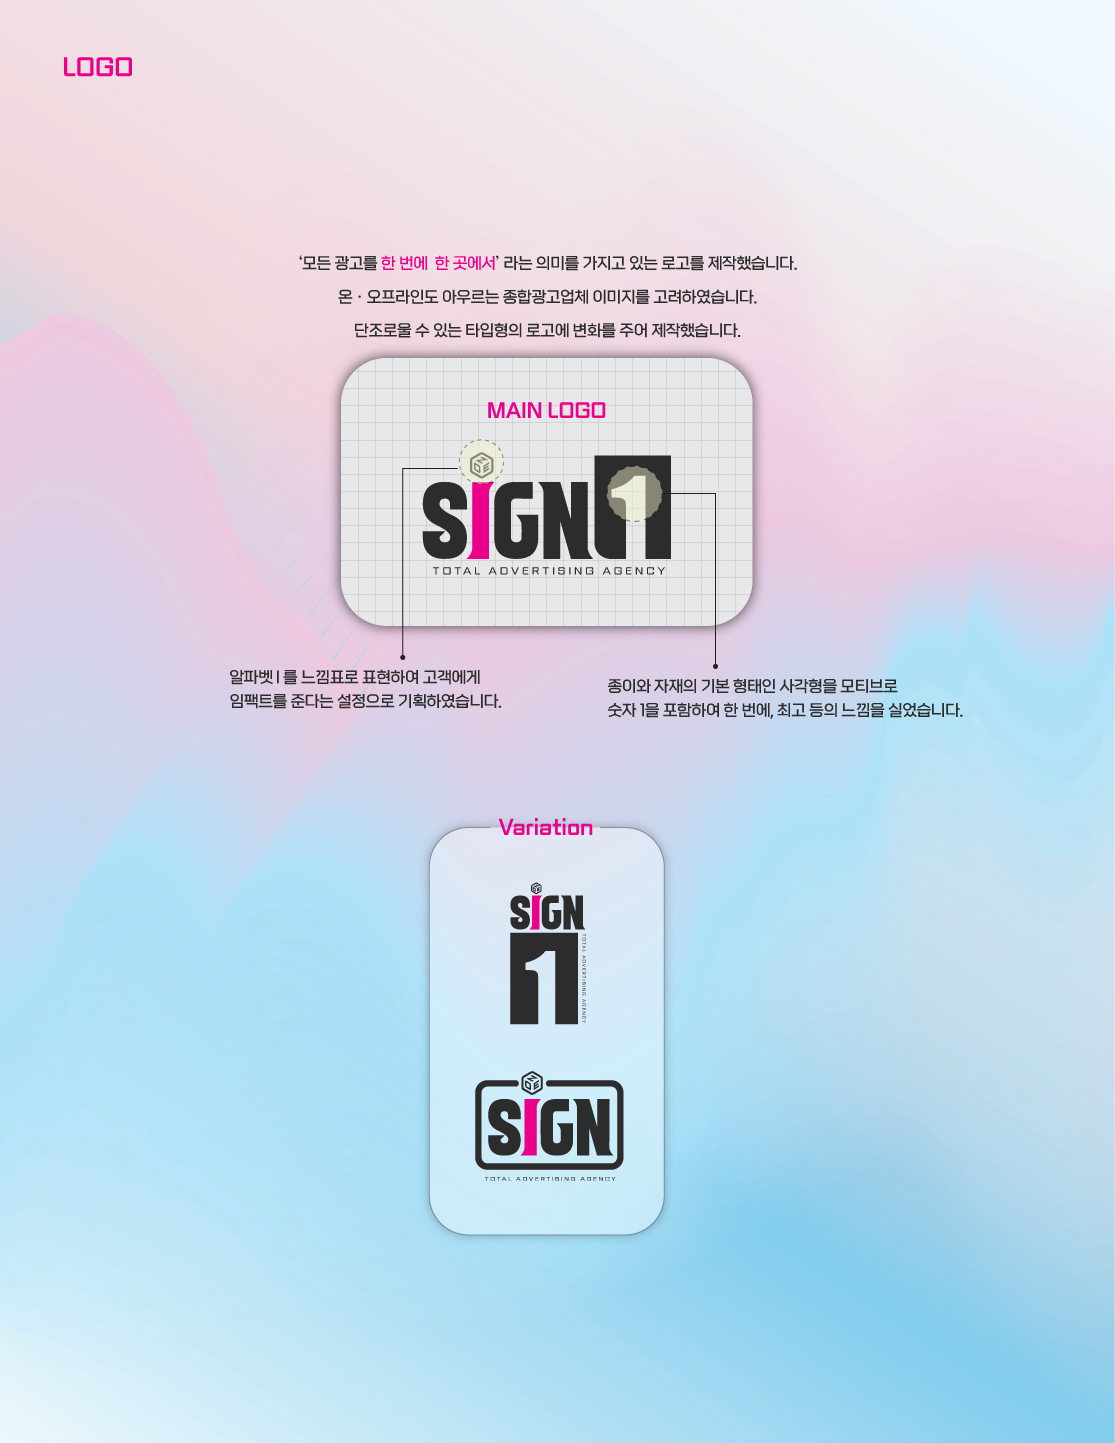 LOGO
‘모든 광고를 한 번에 한 곳에서’ 라는 의미를 가지고 있는 로고를 제작했습니다.
온 · 오프라인도 아우르는 종합광고업체 이미지를 고려하였습니다.
단조로울 수 있는 타입형의 로고에 변화를 주어 제작했습니다.
MAIN LOGO
ONE
SIGN1
TOTAL ADVERTISING AGENCY
알파벳 I 를 느낌표로 표현하여 고객에게
임팩트를 준다는 설정으로 기획하였습니다.
종이와 자재의 기본 형태인 사각형을 모티브로
숫자 1을 포함하여 한 번에, 최고 등의 느낌을 실었습니다.
Variation
ONE
SIGN
1
TOTAL ADVERTISING AGENCY
ONE
SIGN
TOTAL ADVERTISING AGENCY